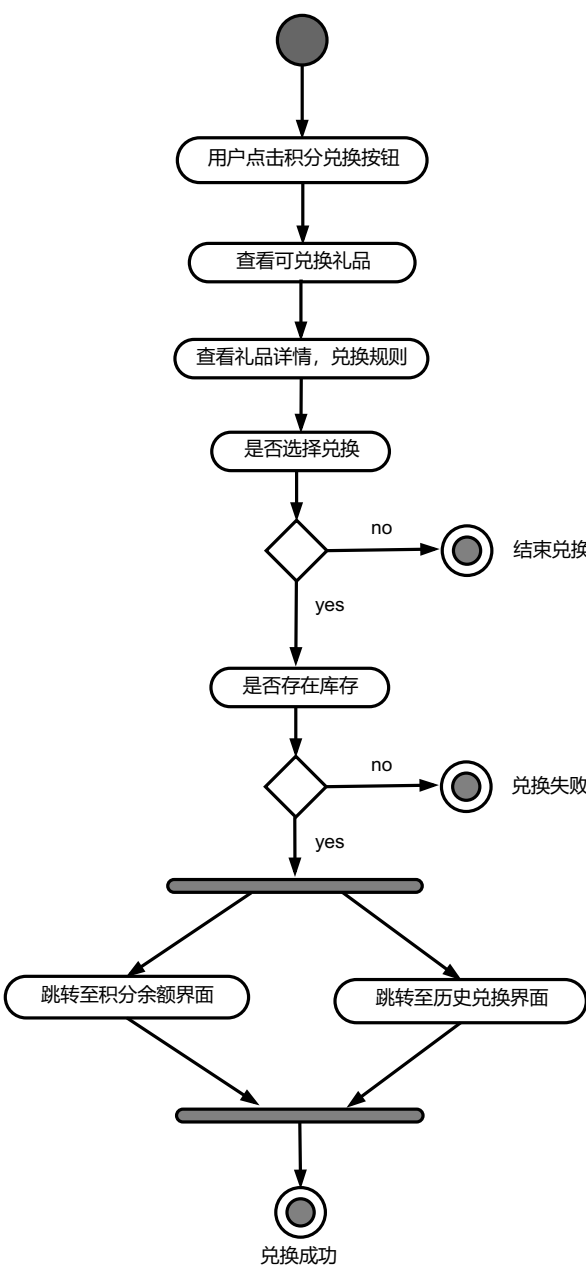 用户点击积分兑换按钮
查看可兑换礼品
查看礼品详情，兑换规则
是否选择兑换
no
结束兑换
yes
是否存在库存
no
兑换失败
yes
跳转至积分余额界面
跳转至历史兑换界面
兑换成功